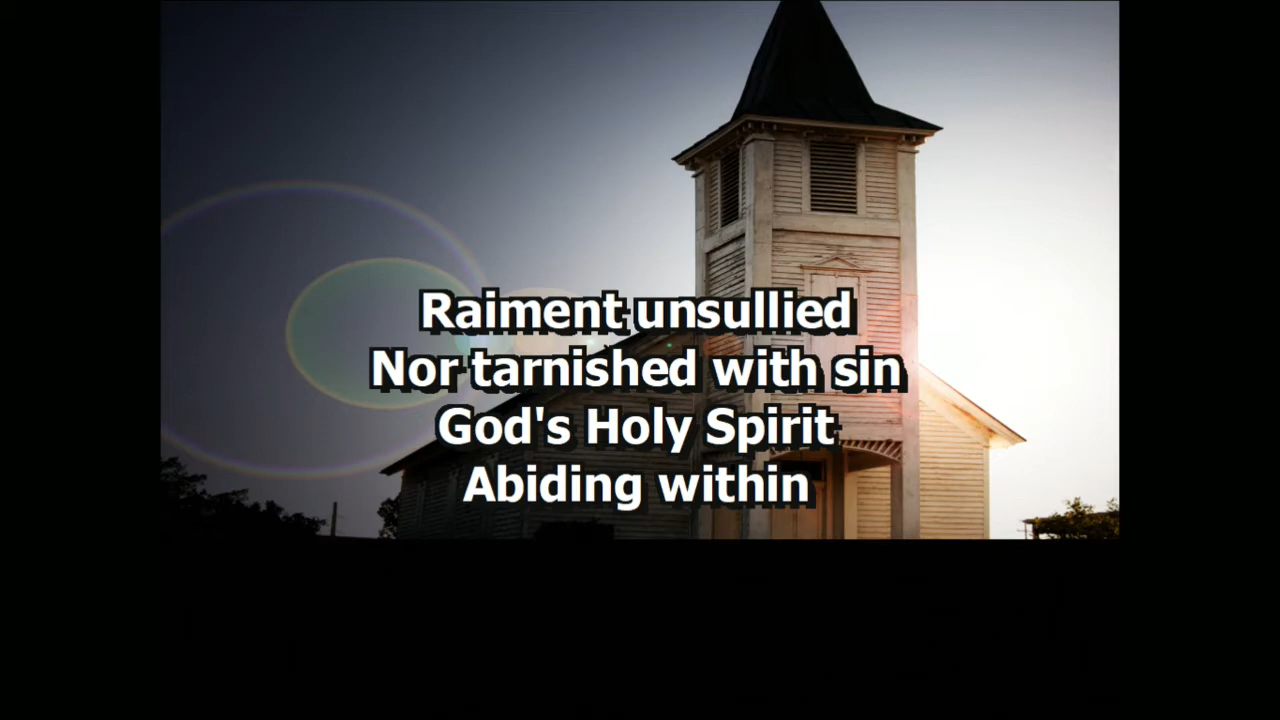 Raiment unsullied
Nor tarnished with sin
God's Holy Spirit
Abiding within